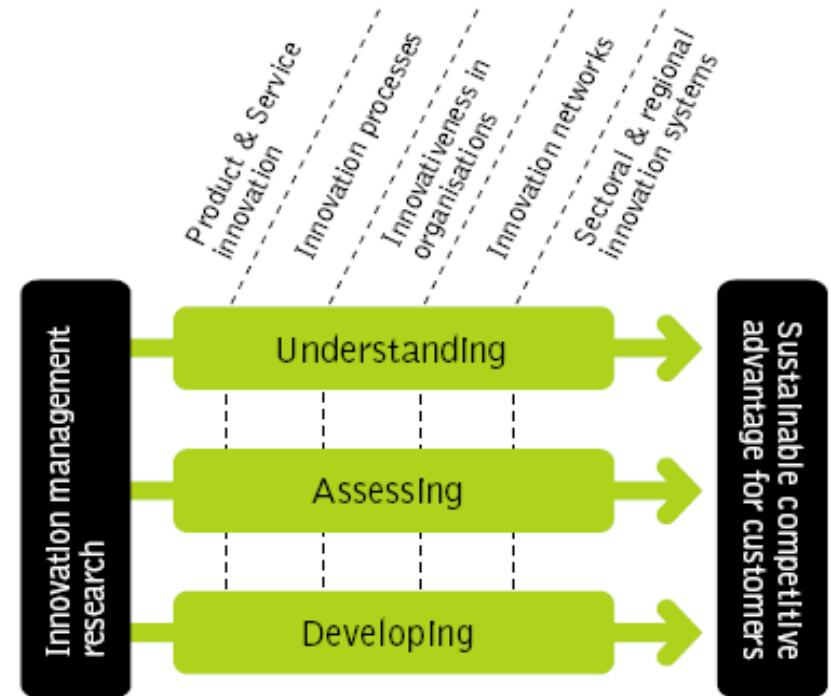 Product & Service
innovation
Innovation processes
Innovativeness in
organisations
Innovation networks
Sectoral & regional
innovation systems
Innovation management
research
Understanding
Assessing
Developing
Sustainable competitive
advantage for customers